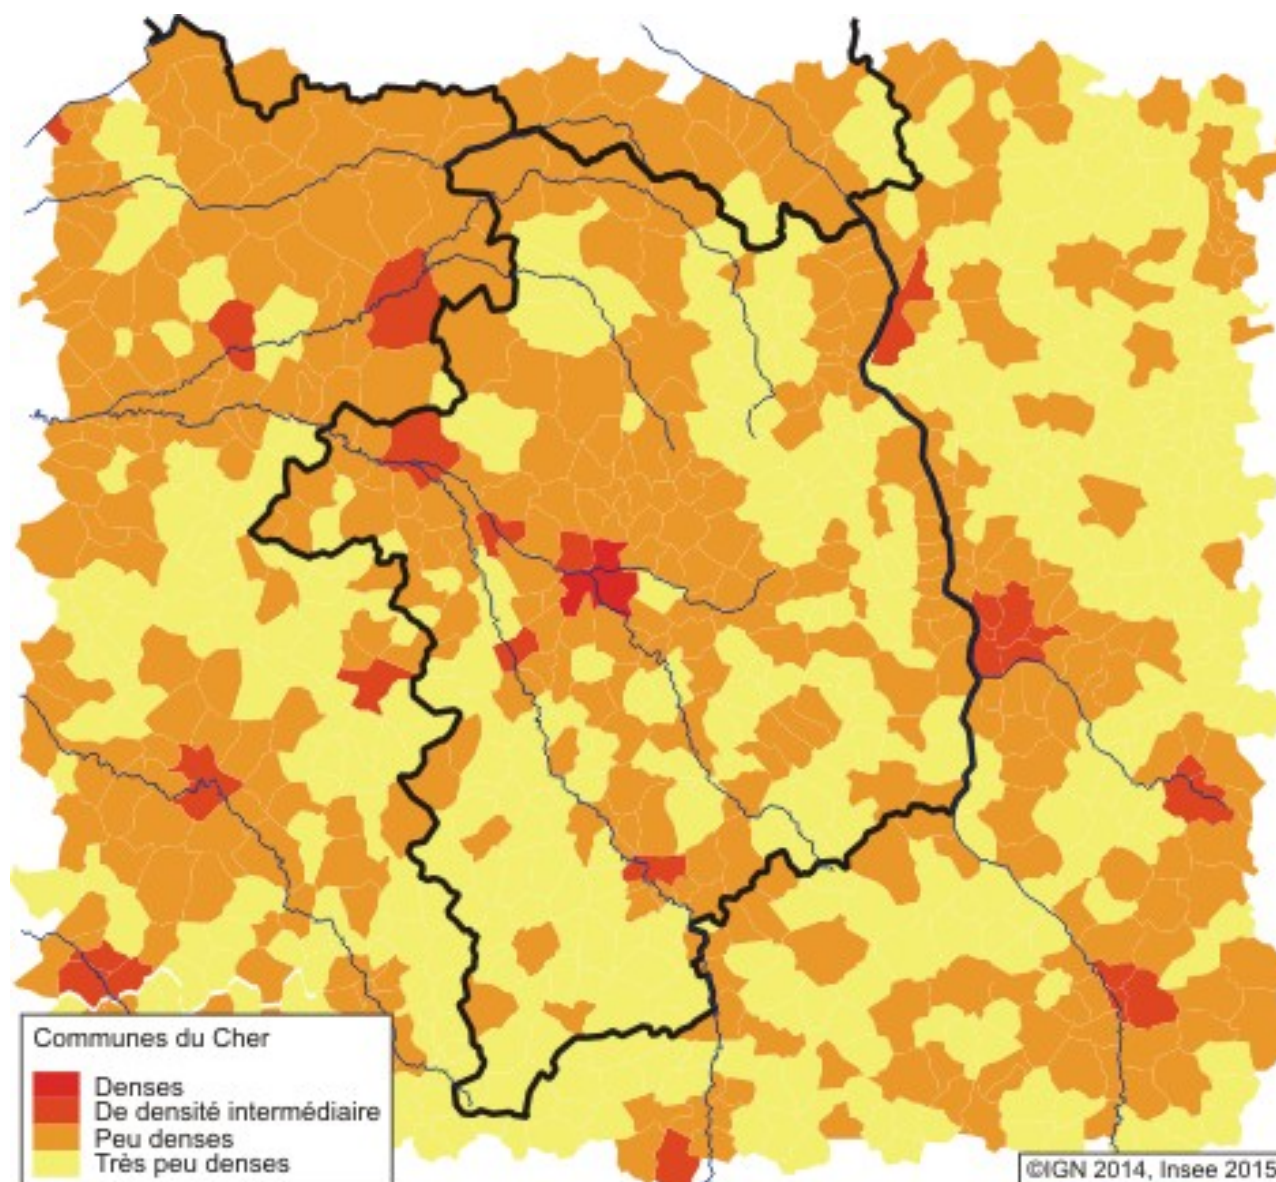 Communes du Cher
Denses
De densité intermédiaire
Peu denses
Très peu denses
©IGN 2014, Insee 2015